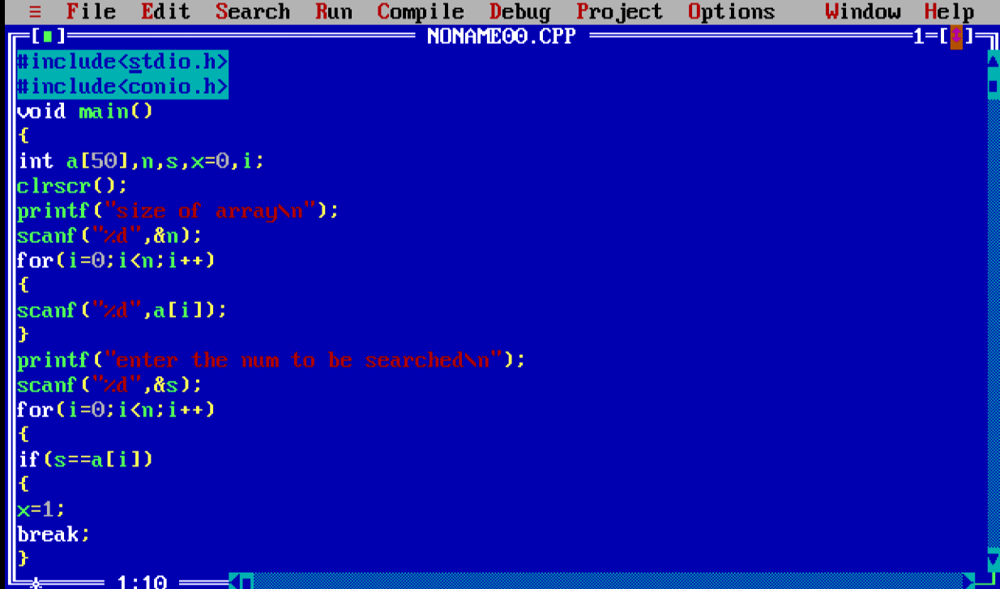 ≡ File Edit Search Run Compile Debug Project Options Window Help
[■] NONAME00.CPP 1=[↕]
#include<stdio.h>
#include<conio.h>
void main()
{
int a[50],n,s,x=0,i;
clrscr();
printf("size of array\n");
scanf("%d",&n);
for(i=0;i<n;i++)
{
scanf("%d",a[i]);
}
printf("enter the num to be searched\n");
scanf("%d",&s);
for(i=0;i<n;i++)
{
if(s==a[i])
{
x=1;
break;
}
1:10